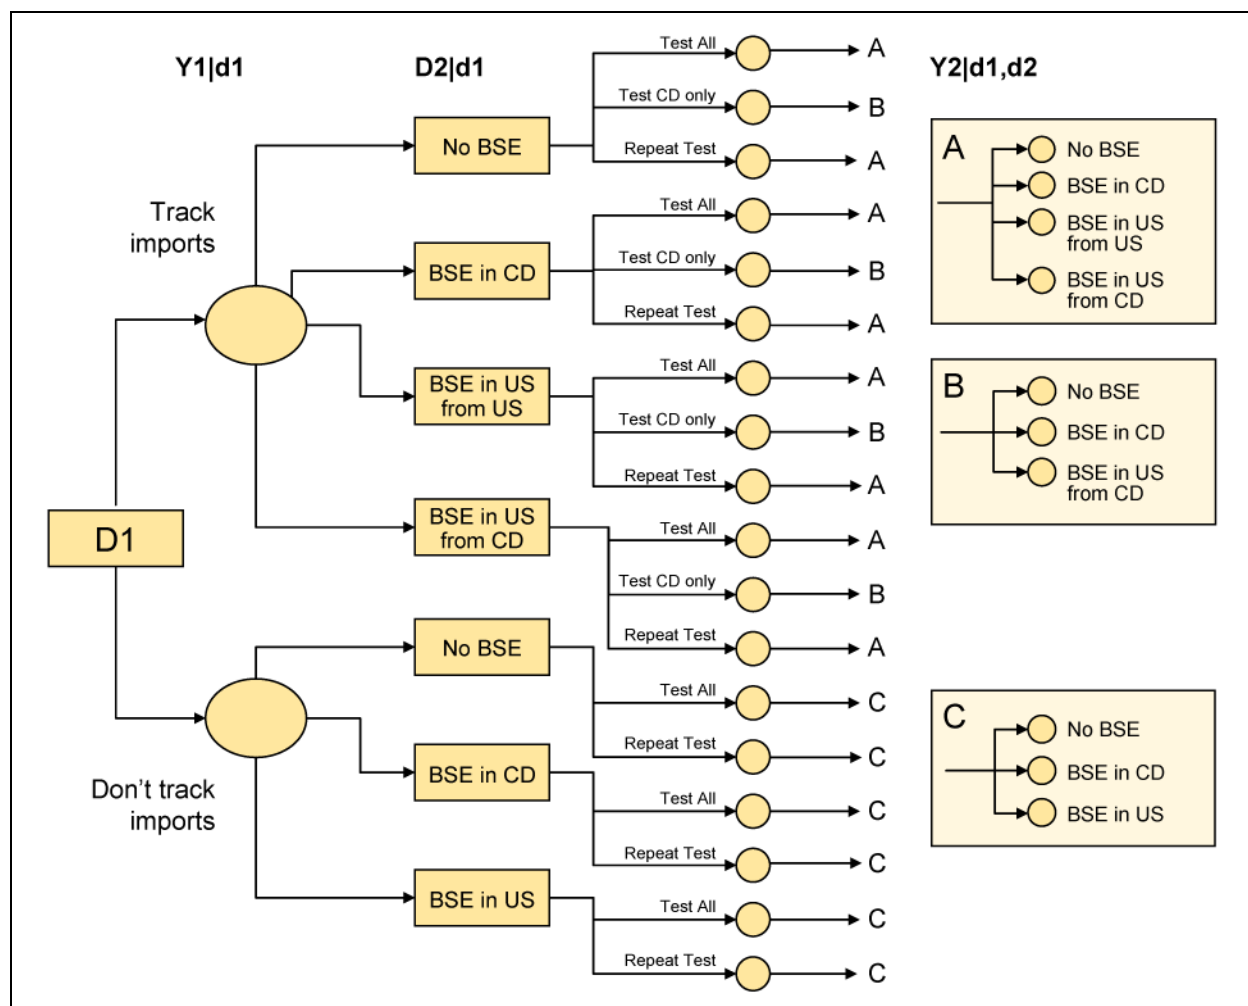 Y1|d1
D2|d1
Y2|d1,d2
Track
imports
D1
Don't track
imports
No BSE
Test All
A
Test CD only
B
Repeat Test
A
BSE in CD
Test All
A
Test CD only
B
Repeat Test
A
BSE in US
from US
Test All
A
Test CD only
B
Repeat Test
A
BSE in US
from CD
Test All
A
Test CD only
B
Repeat Test
A
No BSE
Test All
C
Repeat Test
C
BSE in CD
Test All
C
Repeat Test
C
BSE in US
Test All
C
Repeat Test
C
A
No BSE
BSE in CD
BSE in US
from US
BSE in US
from CD
B
No BSE
BSE in CD
BSE in US
from CD
C
No BSE
BSE in CD
BSE in US